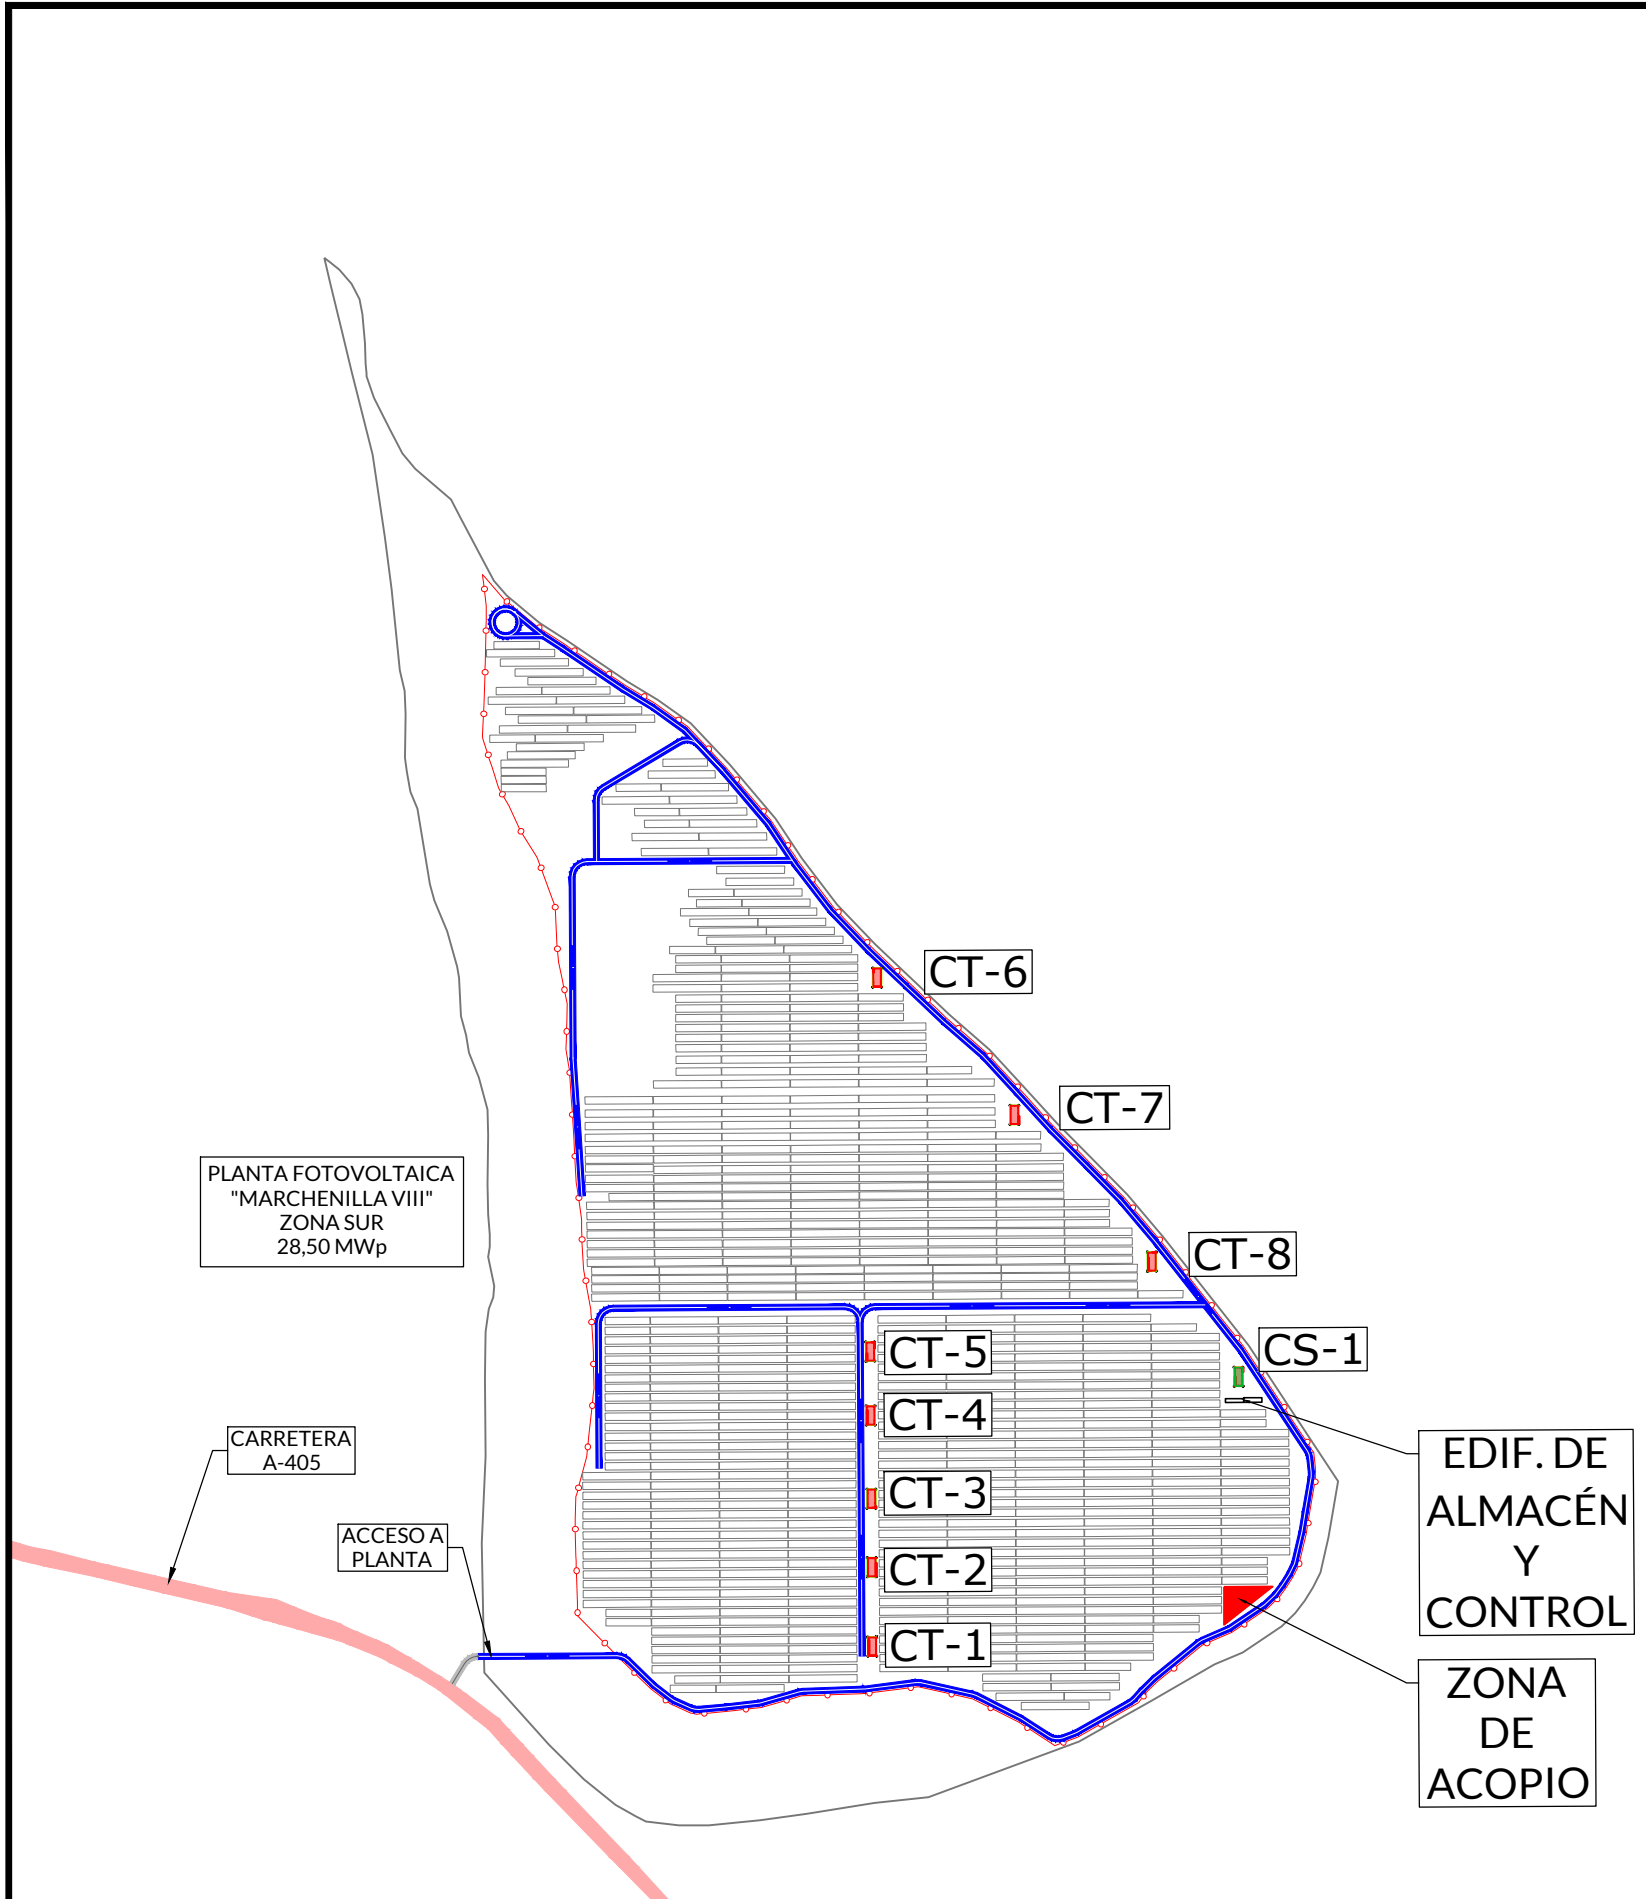 CT-6
CT-7
PLANTA FOTOVOLTAICA
"MARCHENILLA VIII"
ZONA SUR
28,50 MWp
CT-8
CT-5
CS-1
CT-4
CARRETERA
A-405
EDIF. DE
ALMACÉN
Y
CONTROL
CT-3
ACCESO A
PLANTA
CT-2
CT-1
ZONA
DE
ACOPIO